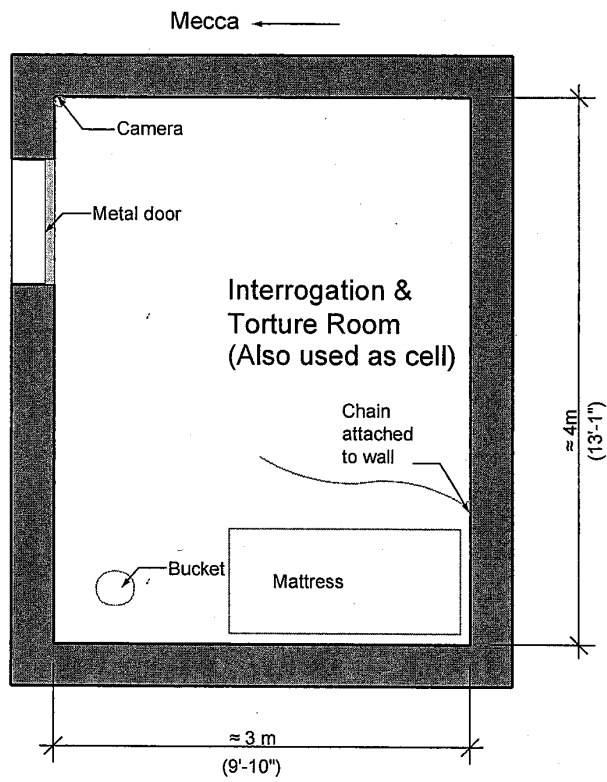 Mecca
Camera
Metal door
Interrogation &
Torture Room
(Also used as cell)
Chain
attached
to wall
≈ 4m
(13'-1")
Bucket
Mattress
≈ 3 m
(9'-10")